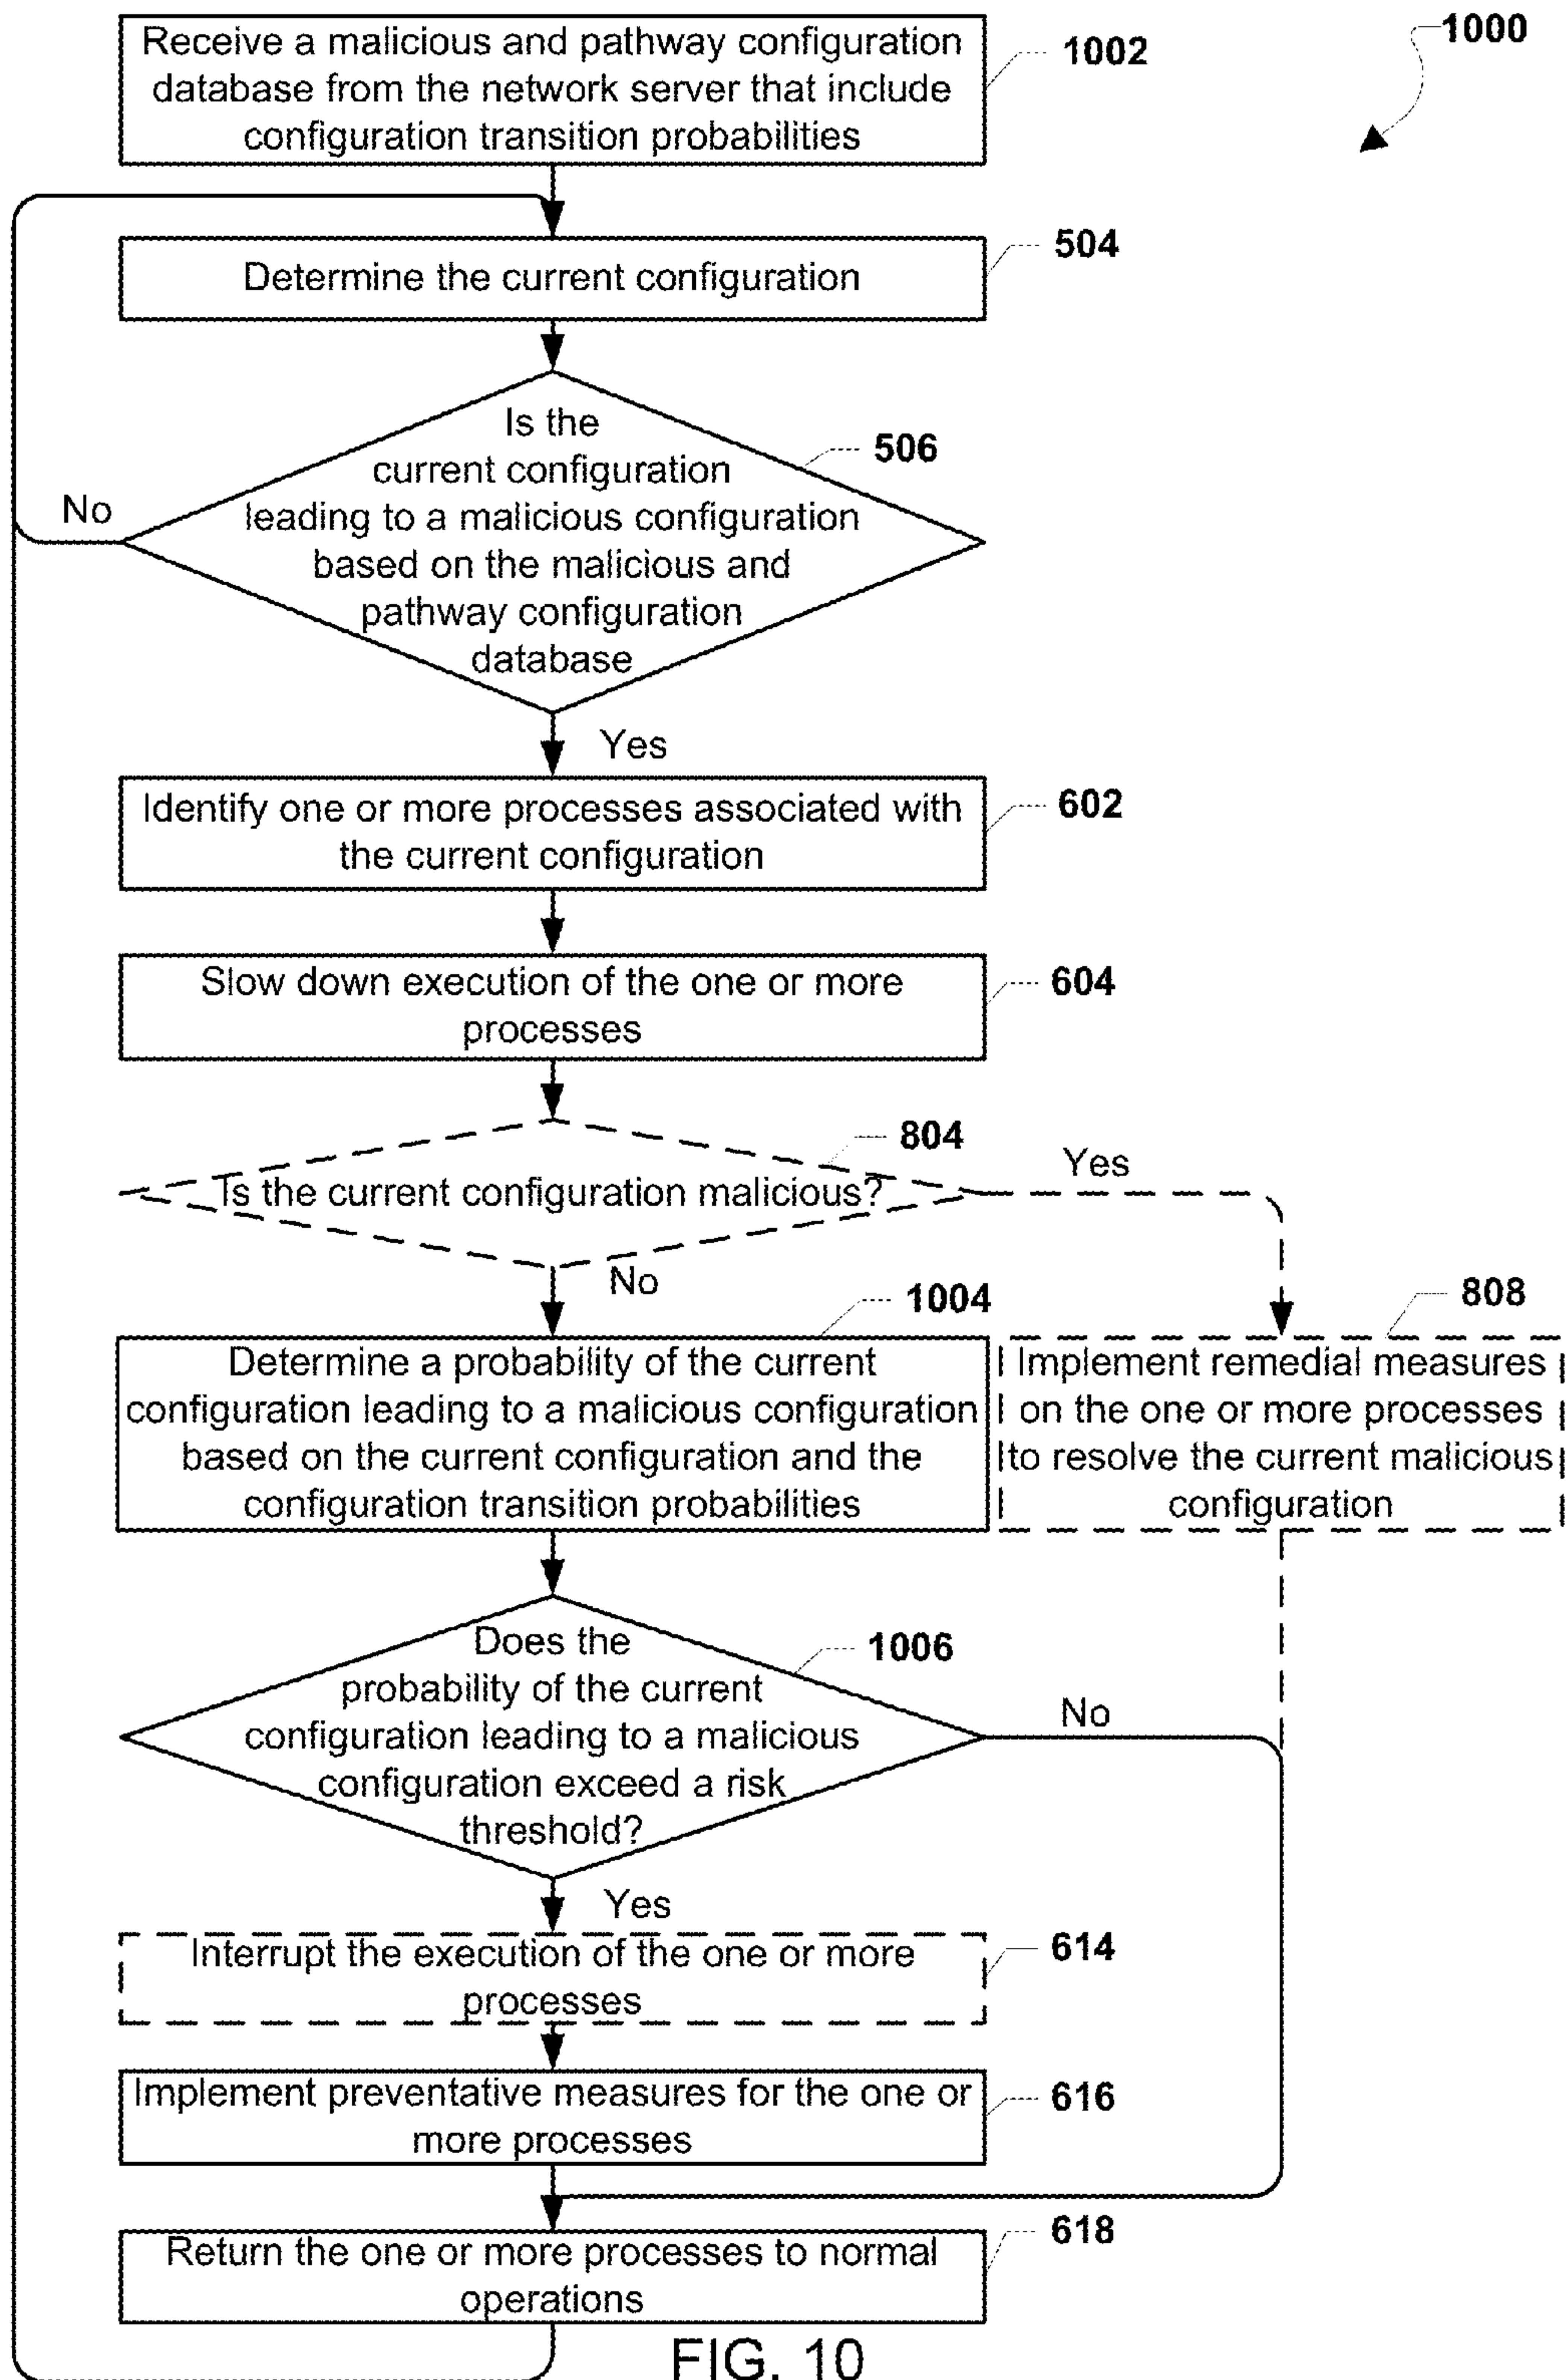 Receive a malicious and pathway configuration
database from the network server that include
configuration transition probabilities
1002
1000
Determine the current configuration
504
Is the
current configuration
leading to a malicious configuration
based on the malicious and
pathway configuration
database
506
No
Yes
Identify one or more processes associated with
the current configuration
602
Slow down execution of the one or more
processes
604
Is the current configuration malicious?
804
Yes
No
Determine a probability of the current
configuration leading to a malicious configuration
based on the current configuration and the
configuration transition probabilities
1004
Implement remedial measures
on the one or more processes
to resolve the current malicious
configuration
808
Does the
probability of the current
configuration leading to a malicious
configuration exceed a risk
threshold?
1006
No
Yes
Interrupt the execution of the one or more
processes
614
Implement preventative measures for the one or
more processes
616
Return the one or more processes to normal
operations
618
FIG. 10